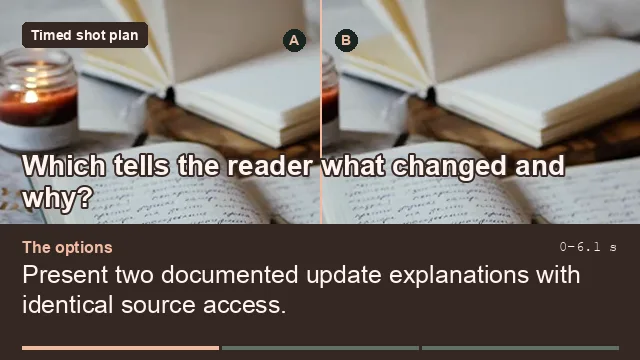 Timed shot plan
A
B
Which tells the reader what changed and
why?
The options
0–6.1 s
Present two documented update explanations with
identical source access.